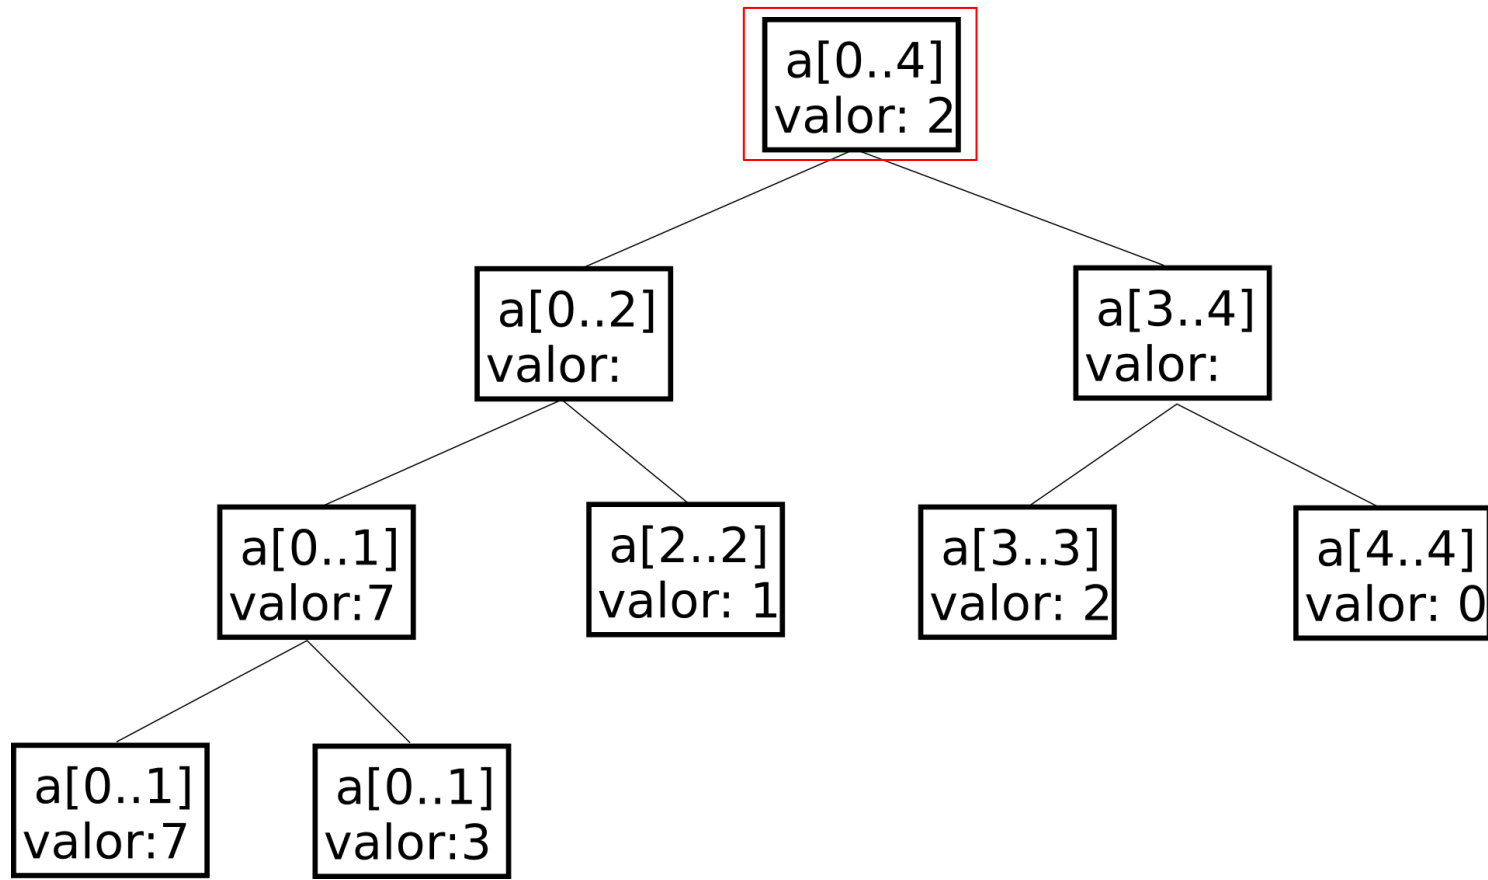 a[0..4]
valor: 2
a[0..2]
valor:
a[3..4]
valor:
a[0..1]
valor:7
a[2..2]
valor: 1
a[3..3]
valor: 2
a[4..4]
valor: 0
a[0..1]
valor:7
a[0..1]
valor:3